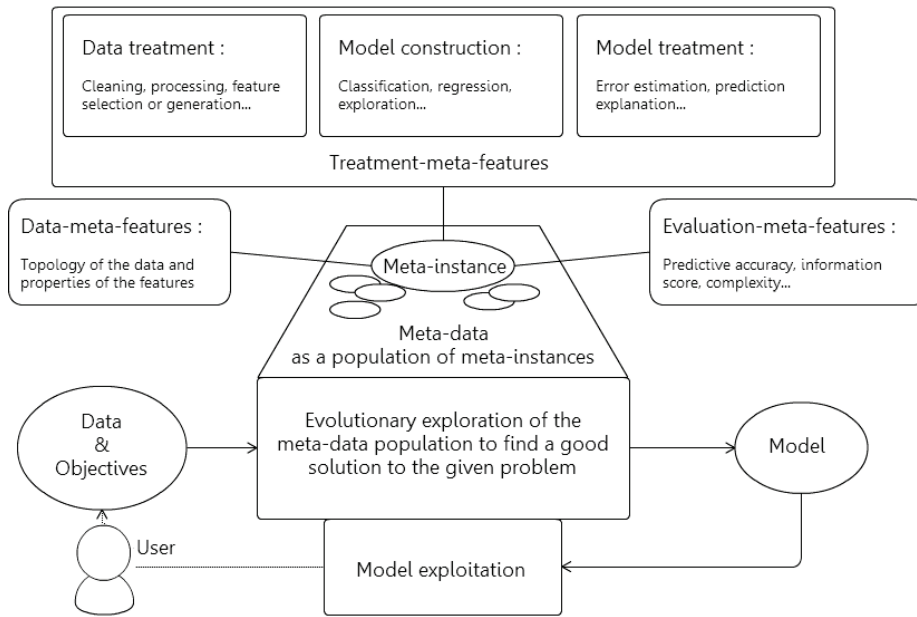 Data treatment :
Cleaning, processing, feature
selection or generation...
Model construction :
Classification, regression,
exploration...
Model treatment :
Error estimation, prediction
explanation...
Treatment-meta-features
Data-meta-features :
Topology of the data and
properties of the features
Meta-instance
Evaluation-meta-features :
Predictive accuracy, information
score, complexity...
Meta-data
as a population of meta-instances
Data
&
Objectives
Evolutionary exploration of the
meta-data population to find a good
solution to the given problem
Model
User
Model exploitation